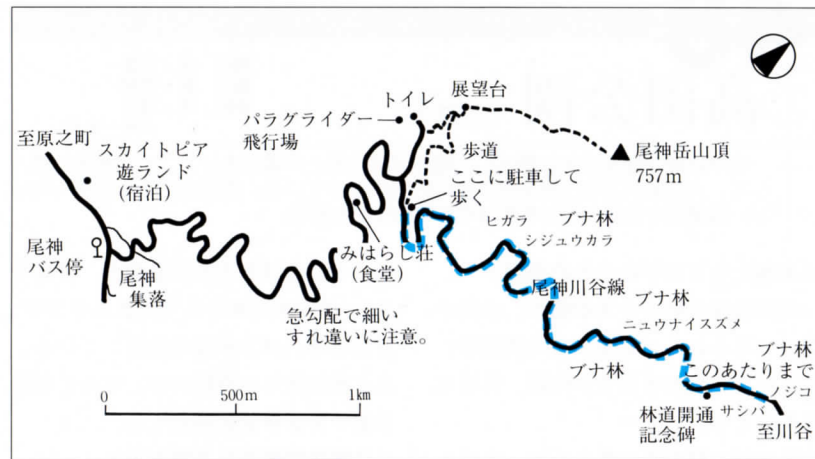 展望台
トイレ
パラグライダー
飛行場
至原之町
スカイトピア
遊ランド
(宿泊)
歩道
尾神岳山頂
757m
ここに駐車して
歩く
ヒガラ
ブナ林
シジュウカラ
尾神
バス停
尾神
集落
みはらし荘
(食堂)
尾神川谷線
ブナ林
急勾配で細い
すれ違いに注意。
ニュウナイスズメ
ブナ林
ブナ林
このあたりまで
ノジコ
サシバ
林道開通
記念碑
至川谷
0
500m
1km